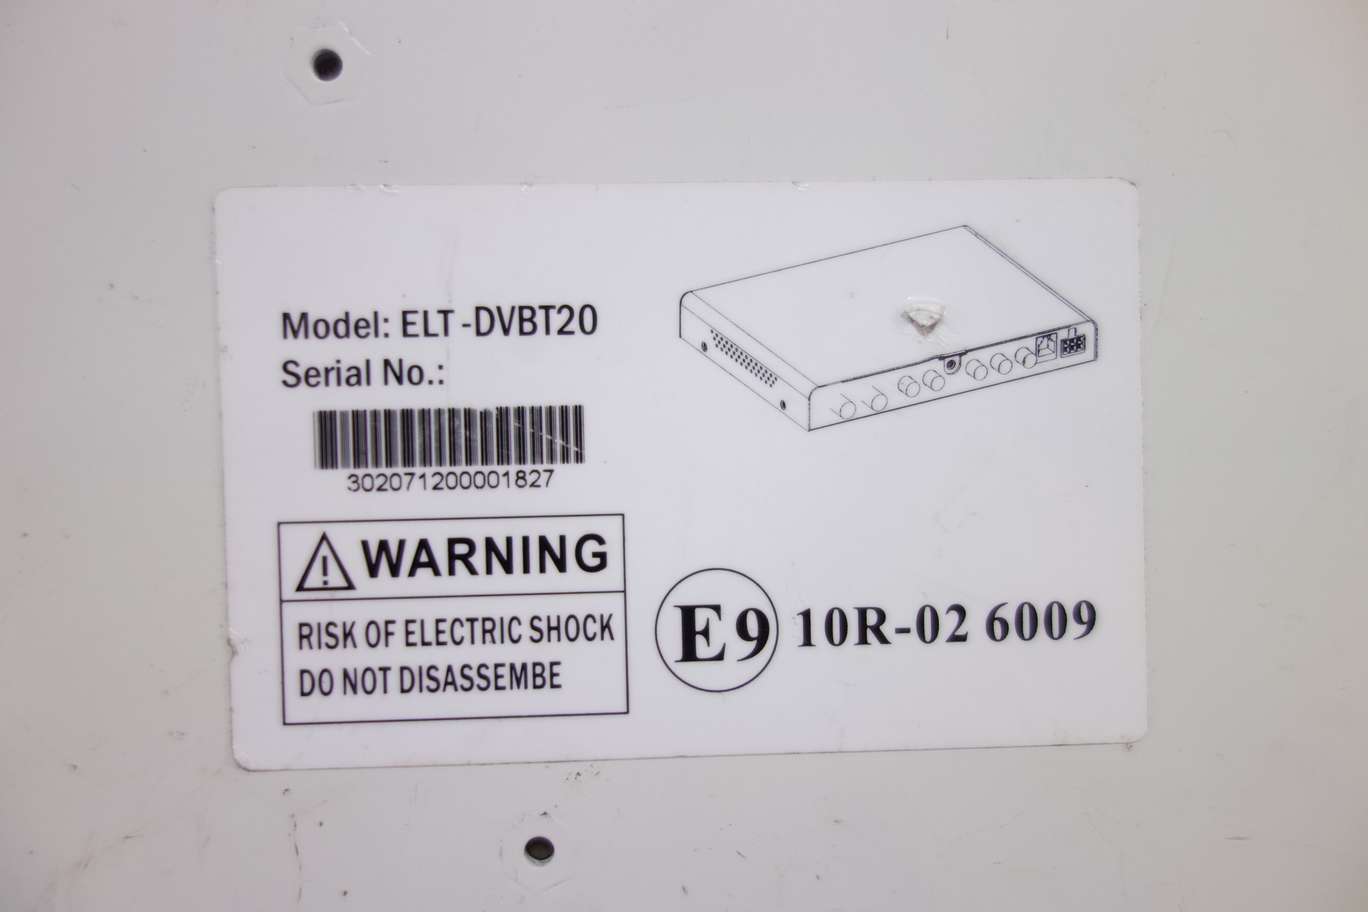 Model: ELT-DVBT20
Serial No.:
302071200001827
WARNING
RISK OF ELECTRIC SHOCK
DO NOT DISASSEMBE
E9 10R-02 6009